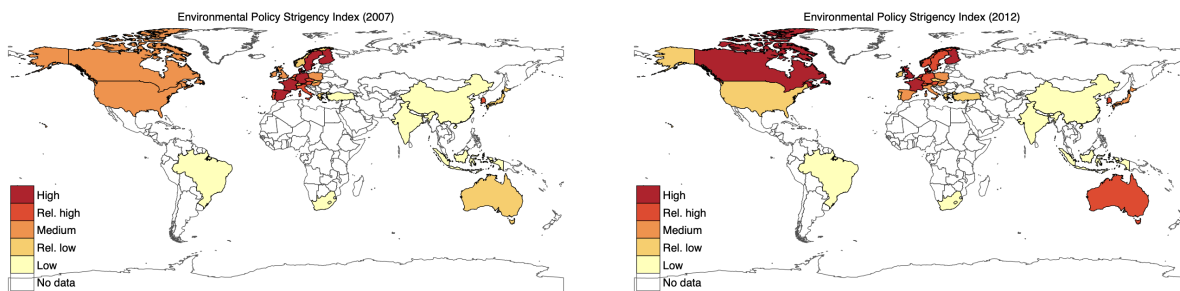 Environmental Policy Strigency Index (2007)
High
Rel. high
Medium
Rel. low
Low
No data
Environmental Policy Strigency Index (2012)
High
Rel. high
Medium
Rel. low
Low
No data